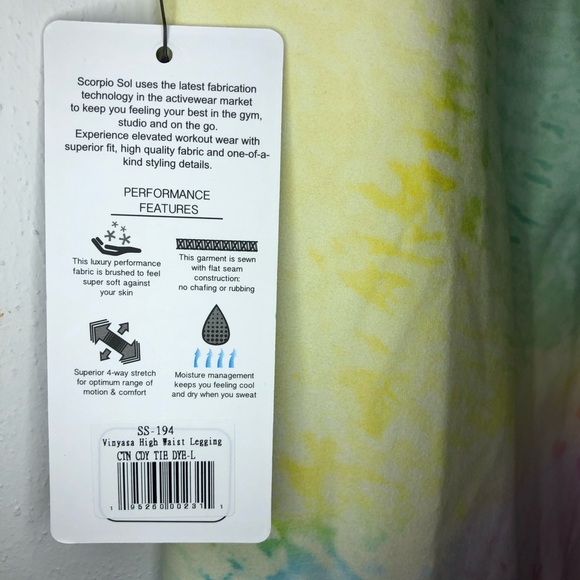 Scorpio Sol uses the latest fabrication
technology in the activewear market
to keep you feeling your best in the gym,
studio and on the go.
Experience elevated workout wear with
superior fit, high quality fabric and one-of-a-
kind styling details.
PERFORMANCE
FEATURES
This luxury performance
fabric is brushed to feel
super soft against
your skin
This garment is sewn
with flat seam
construction:
no chafing or rubbing
Superior 4-way stretch
for optimum range of
motion & comfort
Moisture management
keeps you feeling cool
and dry when you sweat
SS-194
Vinyasa High Waist Legging
CTN CDY TIE DYE-L
1 95260 00231 1